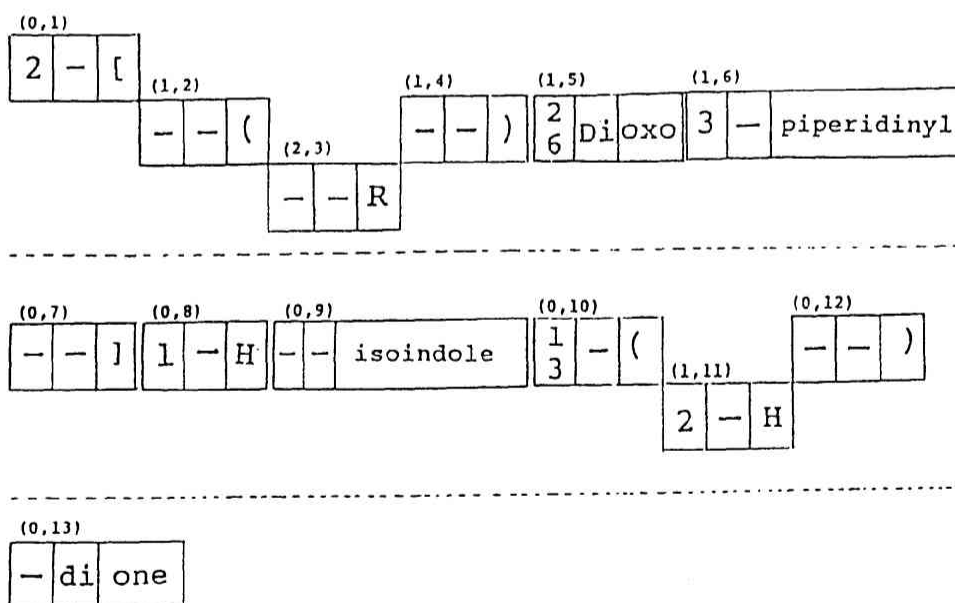 (0,1)
2 – [
(1,2) (1,4) (1,5) (1,6)
– – ( – – ) 2 6 Di oxo 3 – piperidinyl
(2,3)
– – R
(0,7) (0,8) (0,9) (0,10) (0,12)
– – ] 1 – H – – isoindole 1 3 – ( – – )
(1,11)
2 – H
(0,13)
– di one